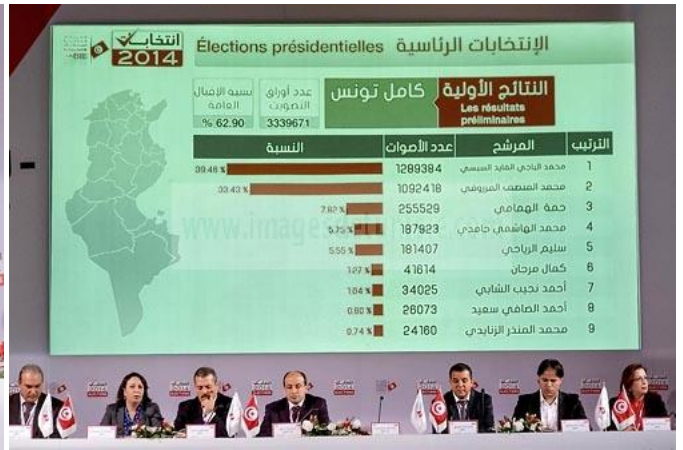 انتخابات
2014
Élections présidentielles الإنتخابات الرئاسية
النتائج الأولية
Les résultats
préliminaires
كامل تونس
عدد أوراق
التصويت
333967.1
نسبة الإقبال
العامة
% 62.90
الترتيب المرشح عدد الأصوات النسبة
1 محمد الباجي القايد السبسي 1289384 39.46 %
2 محمد المنصف المرزوقي 1092418 33.43 %
3 حمة الهمامي 255529 7.82 %
4 محمد الهاشمي حامدي 187923 5.75 %
5 سليم الرياحي 181407 5.55 %
6 كمال مرجان 41614 1.27 %
7 أحمد نجيب الشابي 34025 1.04 %
8 أحمد الصافي سعيد 26073 0.80 %
9 محمد المنذر الزنايدي 24160 0.74 %